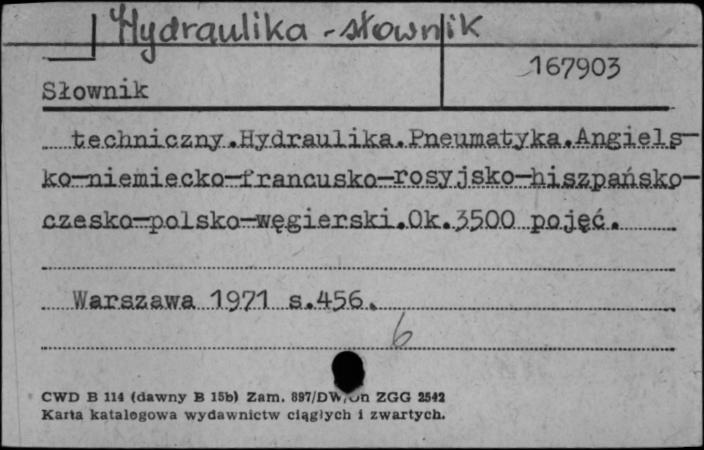 Hydraulika - słownik
167903
Słownik
techniczny.Hydraulika.Pneumatyka.Angiels-
ko-niemiecko-francusko-rosyjsko-hiszpańsko-
czesko-polsko-węgierski.Ok.3500 pojęć.
Warszawa 1971 s.456.
6
CWD B 114 (dawny B 15b) Zam. 897/DW/Dn ZGG 2542
Karta katalogowa wydawnictw ciągłych i zwartych.